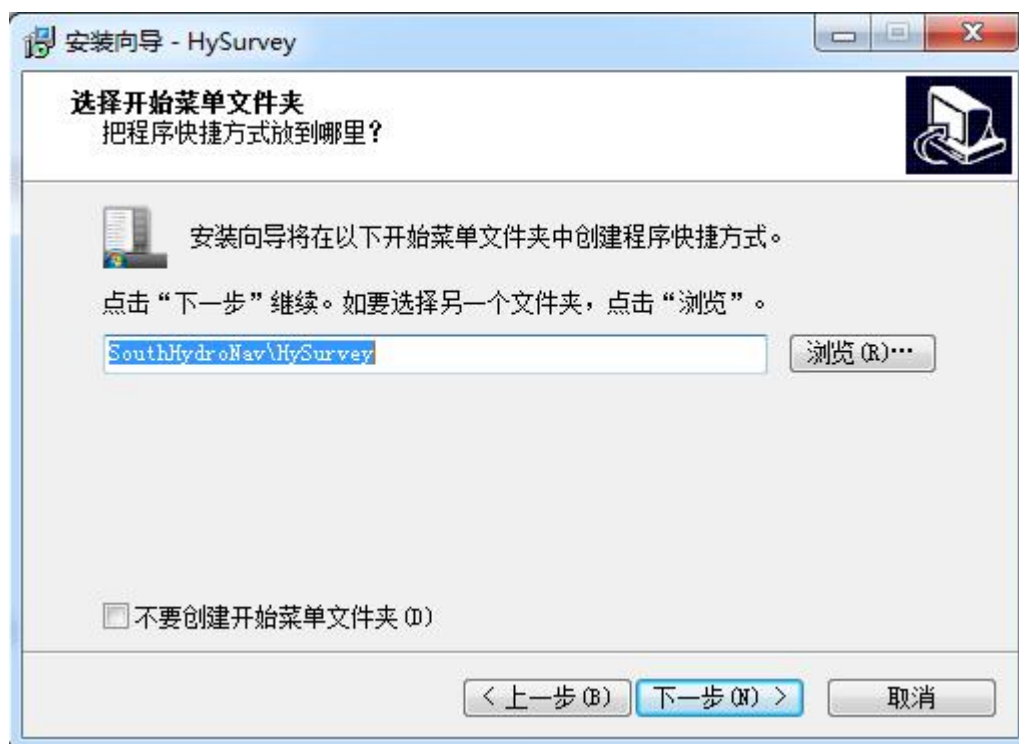 安装向导 - HySurvey
选择开始菜单文件夹
把程序快捷方式放到哪里？
安装向导将在以下开始菜单文件夹中创建程序快捷方式。
点击“下一步”继续。如要选择另一个文件夹，点击“浏览”。
SouthHydroNav\HySurvey
浏览(R)…
不要创建开始菜单文件夹(D)
< 上一步(B)
下一步(N) >
取消